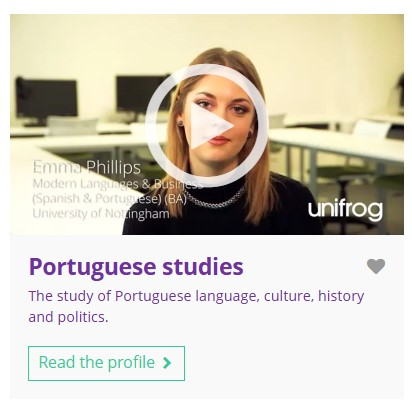 Emma Phillips
Modern Languages & Business
(Spanish & Portuguese) (BA)
University of Nottingham
unifrog
Portuguese studies
The study of Portuguese language, culture, history
and politics.
Read the profile